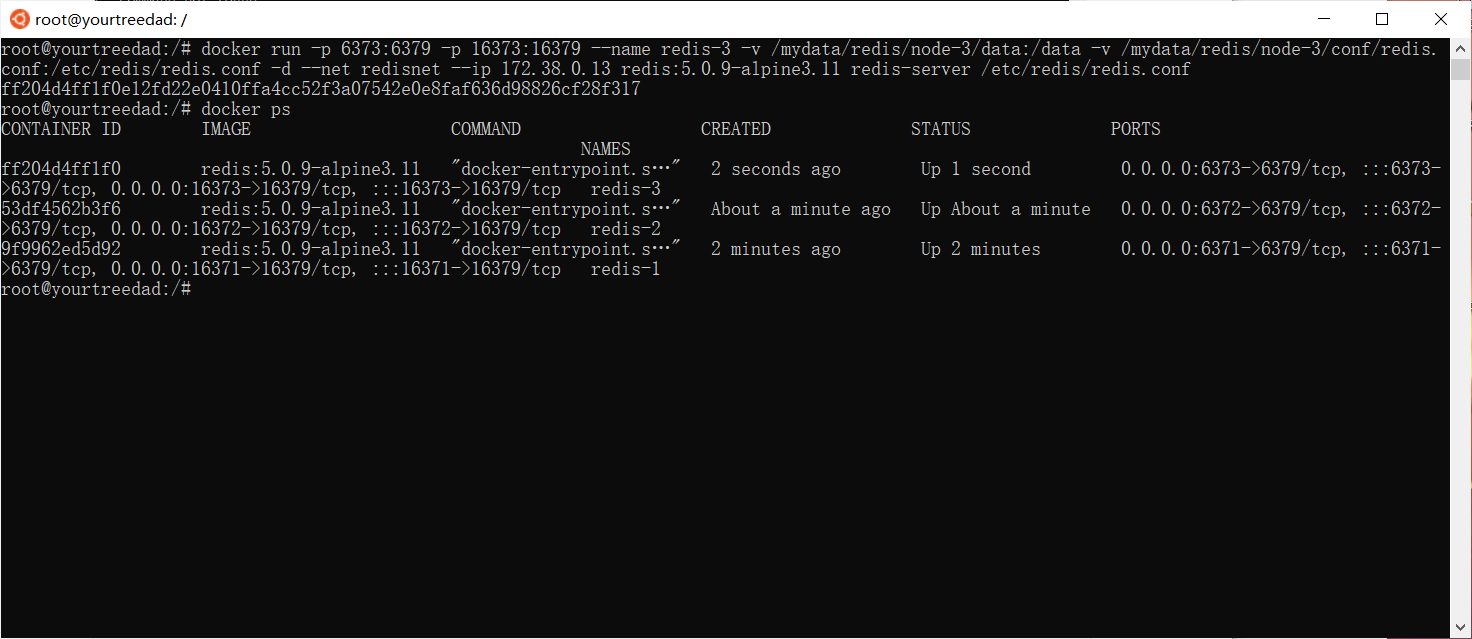 root@yourtreedad: /
root@yourtreedad:/# docker run -p 6373:6379 -p 16373:16379 --name redis-3 -v /mydata/redis/node-3/data:/data -v /mydata/redis/node-3/conf/redis.
conf:/etc/redis/redis.conf -d --net redisnet --ip 172.38.0.13 redis:5.0.9-alpine3.11 redis-server /etc/redis/redis.conf
ff204d4ff1f0e12fd22e0410ffa4cc52f3a07542e0e8faf636d98826cf28f317
root@yourtreedad:/# docker ps
CONTAINER ID        IMAGE                    COMMAND                  CREATED              STATUS              PORTS
NAMES
ff204d4ff1f0        redis:5.0.9-alpine3.11   "docker-entrypoint.s…"   2 seconds ago        Up 1 second         0.0.0.0:6373->6379/tcp, :::6373-
>6379/tcp, 0.0.0.0:16373->16379/tcp, :::16373->16379/tcp   redis-3
53df4562b3f6        redis:5.0.9-alpine3.11   "docker-entrypoint.s…"   About a minute ago   Up About a minute   0.0.0.0:6372->6379/tcp, :::6372-
>6379/tcp, 0.0.0.0:16372->16379/tcp, :::16372->16379/tcp   redis-2
9f9962ed5d92        redis:5.0.9-alpine3.11   "docker-entrypoint.s…"   2 minutes ago        Up 2 minutes        0.0.0.0:6371->6379/tcp, :::6371-
>6379/tcp, 0.0.0.0:16371->16379/tcp, :::16371->16379/tcp   redis-1
root@yourtreedad:/#